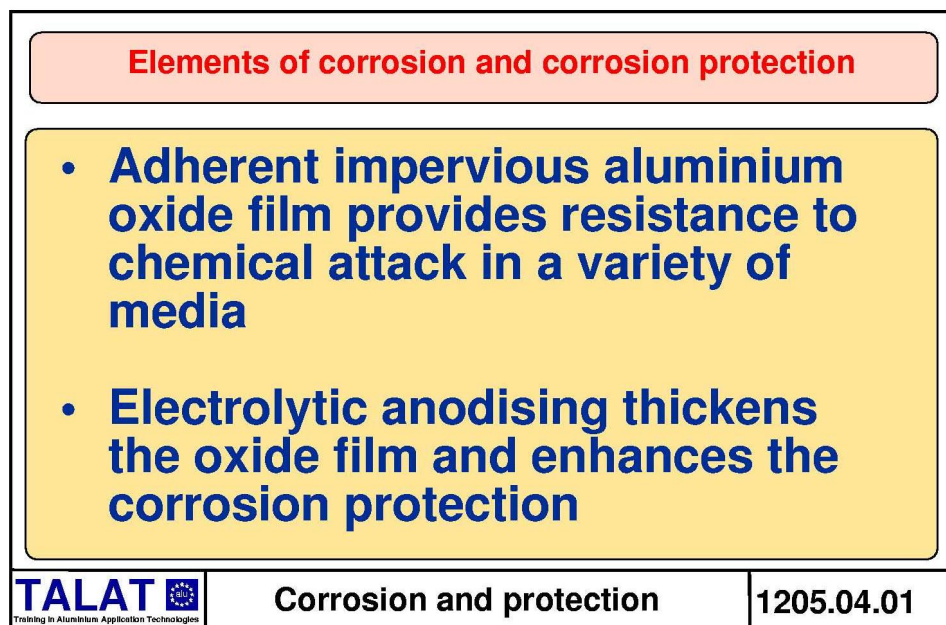 Elements of corrosion and corrosion protection
• Adherent impervious aluminium
oxide film provides resistance to
chemical attack in a variety of
media
• Electrolytic anodising thickens
the oxide film and enhances the
corrosion protection
TALAT
alu
Training in Aluminium Application Technologies
Corrosion and protection
1205.04.01